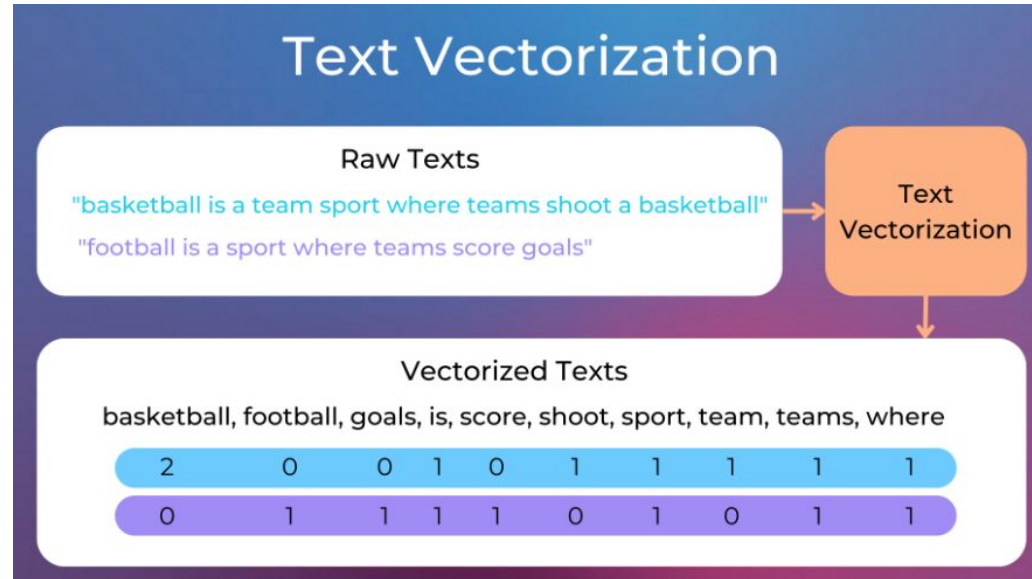 Text Vectorization
Raw Texts
"basketball is a team sport where teams shoot a basketball"
"football is a sport where teams score goals"
Text
Vectorization
Vectorized Texts
basketball, football, goals, is, score, shoot, sport, team, teams, where
2 0 0 1 0 1 1 1 1 1
0 1 1 1 1 0 1 0 1 1